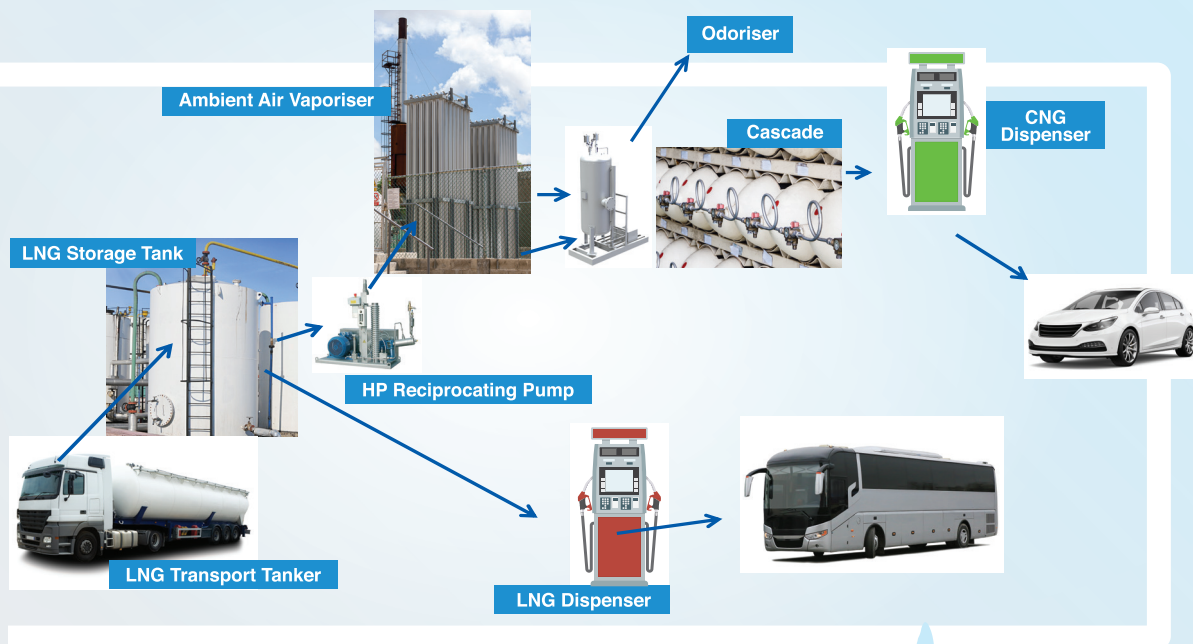 Odoriser
Ambient Air Vaporiser
CNG
Dispenser
Cascade
LNG Storage Tank
HP Reciprocating Pump
LNG Transport Tanker
LNG Dispenser